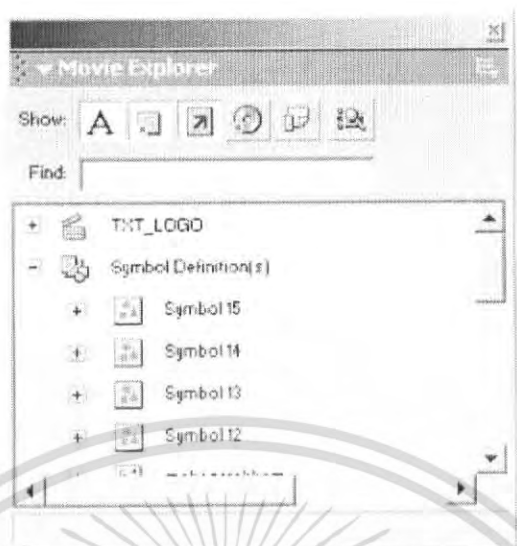 Movie Explorer
Show: A
Find:
TXT_LOGO
Symbol Definition(s)
Symbol 15
Symbol 14
Symbol 13
Symbol 12